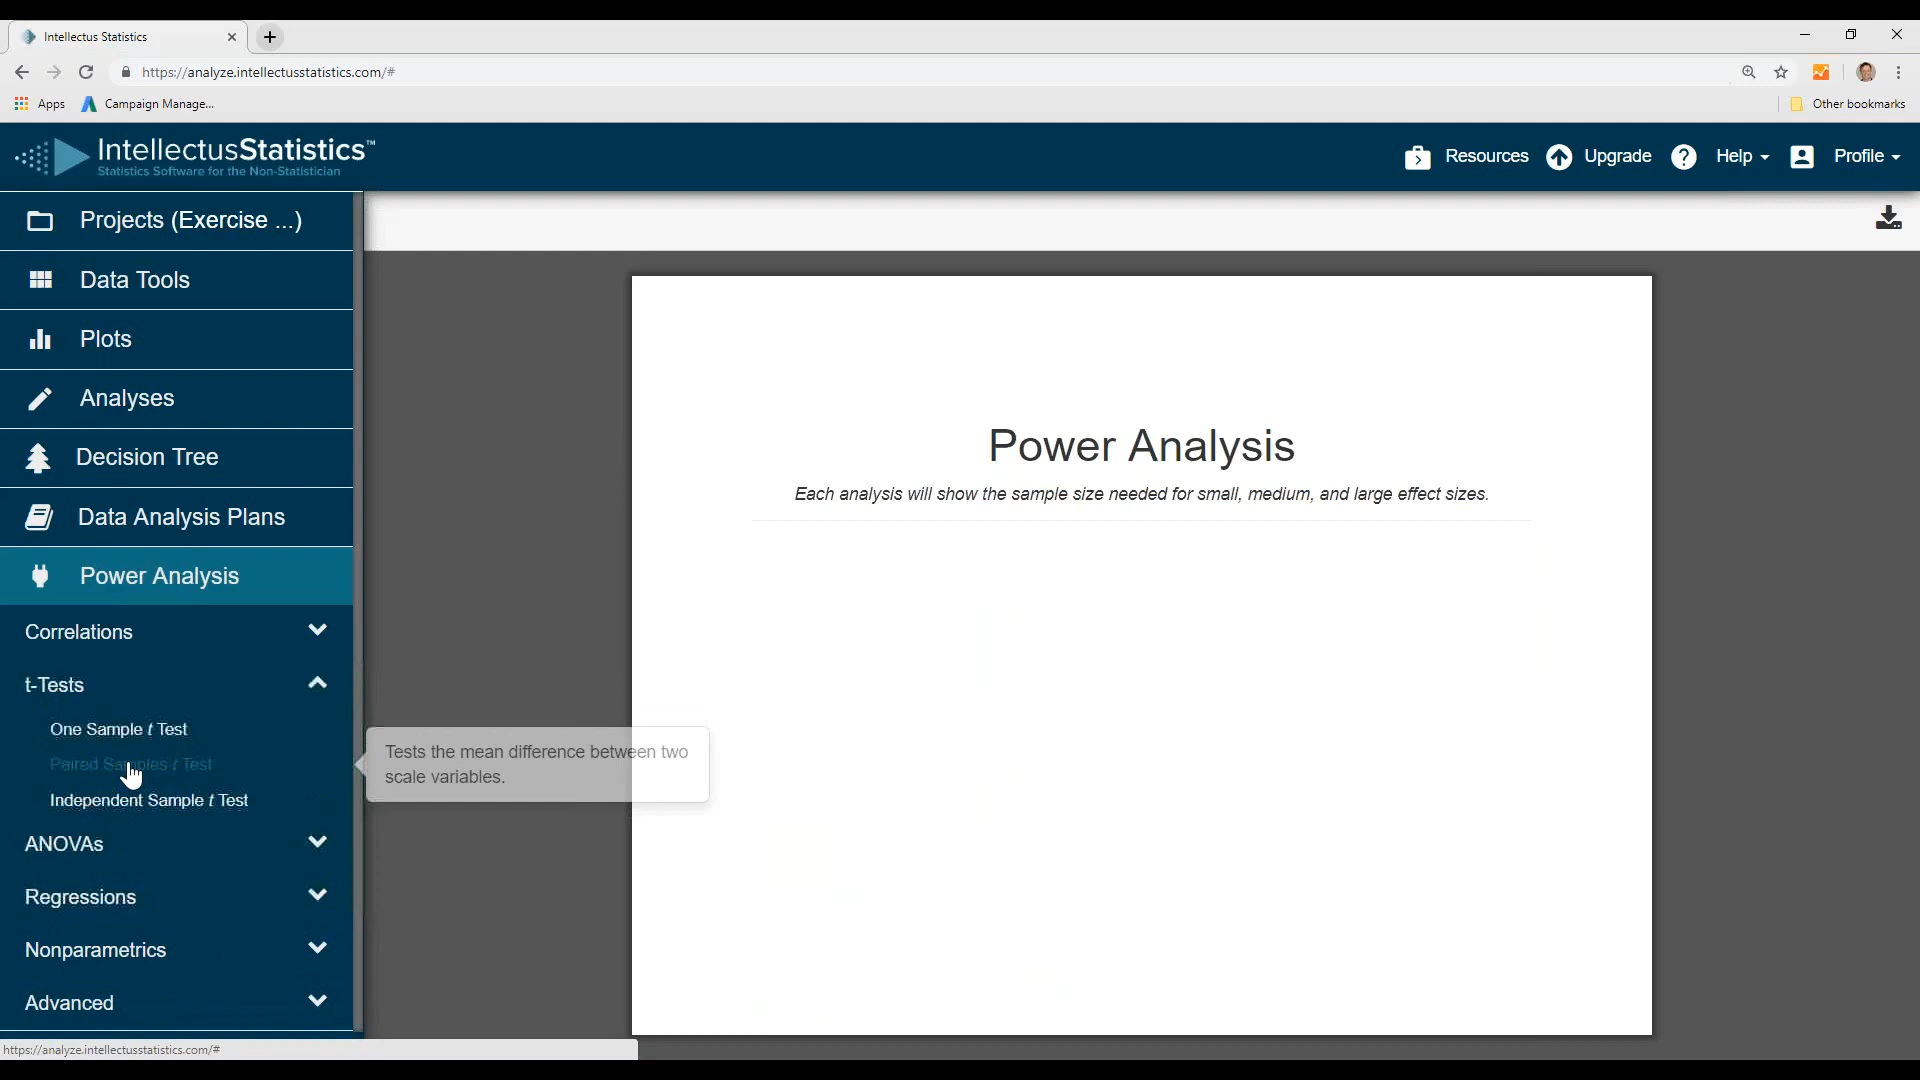 Intellectus Statistics
https://analyze.intellectusstatistics.com/#
Apps
Campaign Manage...
Other bookmarks
IntellectusStatistics™
Statistics Software for the Non-Statistician
Resources
Upgrade
Help
Profile
Projects (Exercise ...)
Data Tools
Plots
Analyses
Decision Tree
Data Analysis Plans
Power Analysis
Correlations
t-Tests
One Sample t Test
Paired Samples t Test
Independent Sample t Test
ANOVAs
Regressions
Nonparametrics
Advanced
Power Analysis
Each analysis will show the sample size needed for small, medium, and large effect sizes.
Tests the mean difference between two
scale variables.
https://analyze.intellectusstatistics.com/#